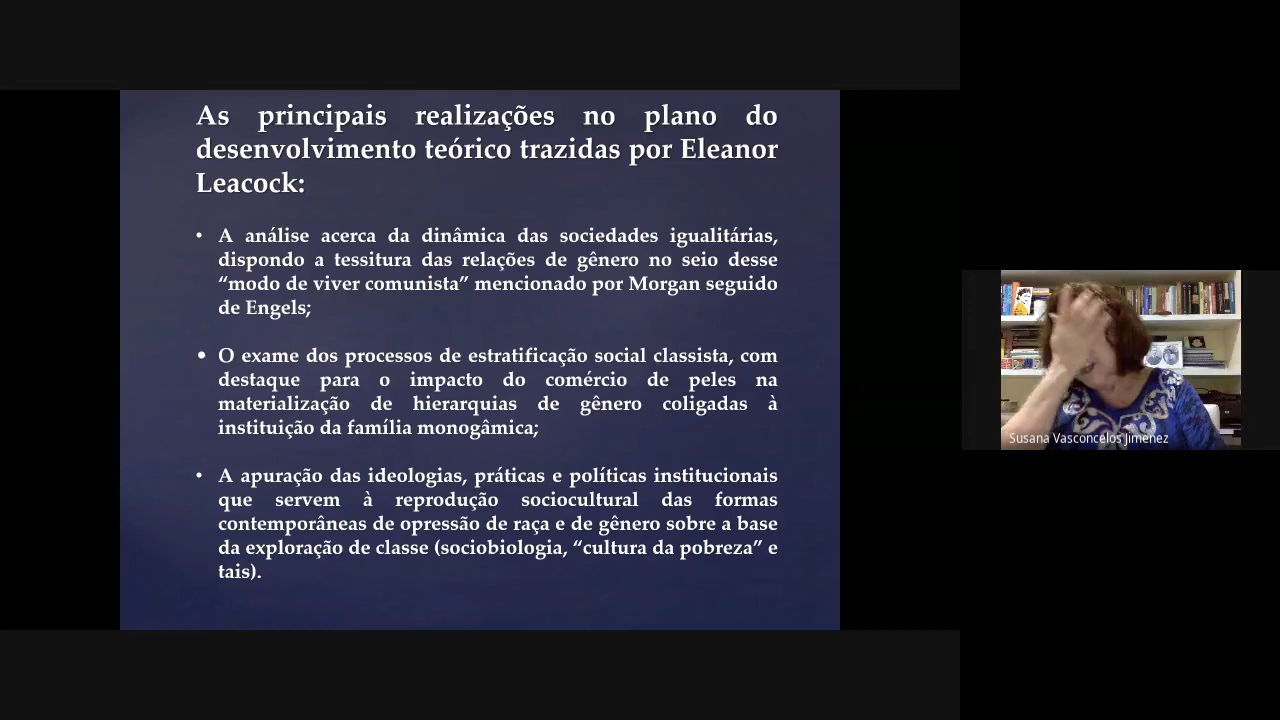 As principais realizações no plano do
desenvolvimento teórico trazidas por Eleanor
Leacock:
• A análise acerca da dinâmica das sociedades igualitárias,
dispondo a tessitura das relações de gênero no seio desse
“modo de viver comunista” mencionado por Morgan seguido
de Engels;
• O exame dos processos de estratificação social classista, com
destaque para o impacto do comércio de peles na
materialização de hierarquias de gênero coligadas à
instituição da família monogâmica;
• A apuração das ideologias, práticas e políticas institucionais
que servem à reprodução sociocultural das formas
contemporâneas de opressão de raça e de gênero sobre a base
da exploração de classe (sociobiologia, “cultura da pobreza” e
tais).
Susana Vasconcelos Jimenez